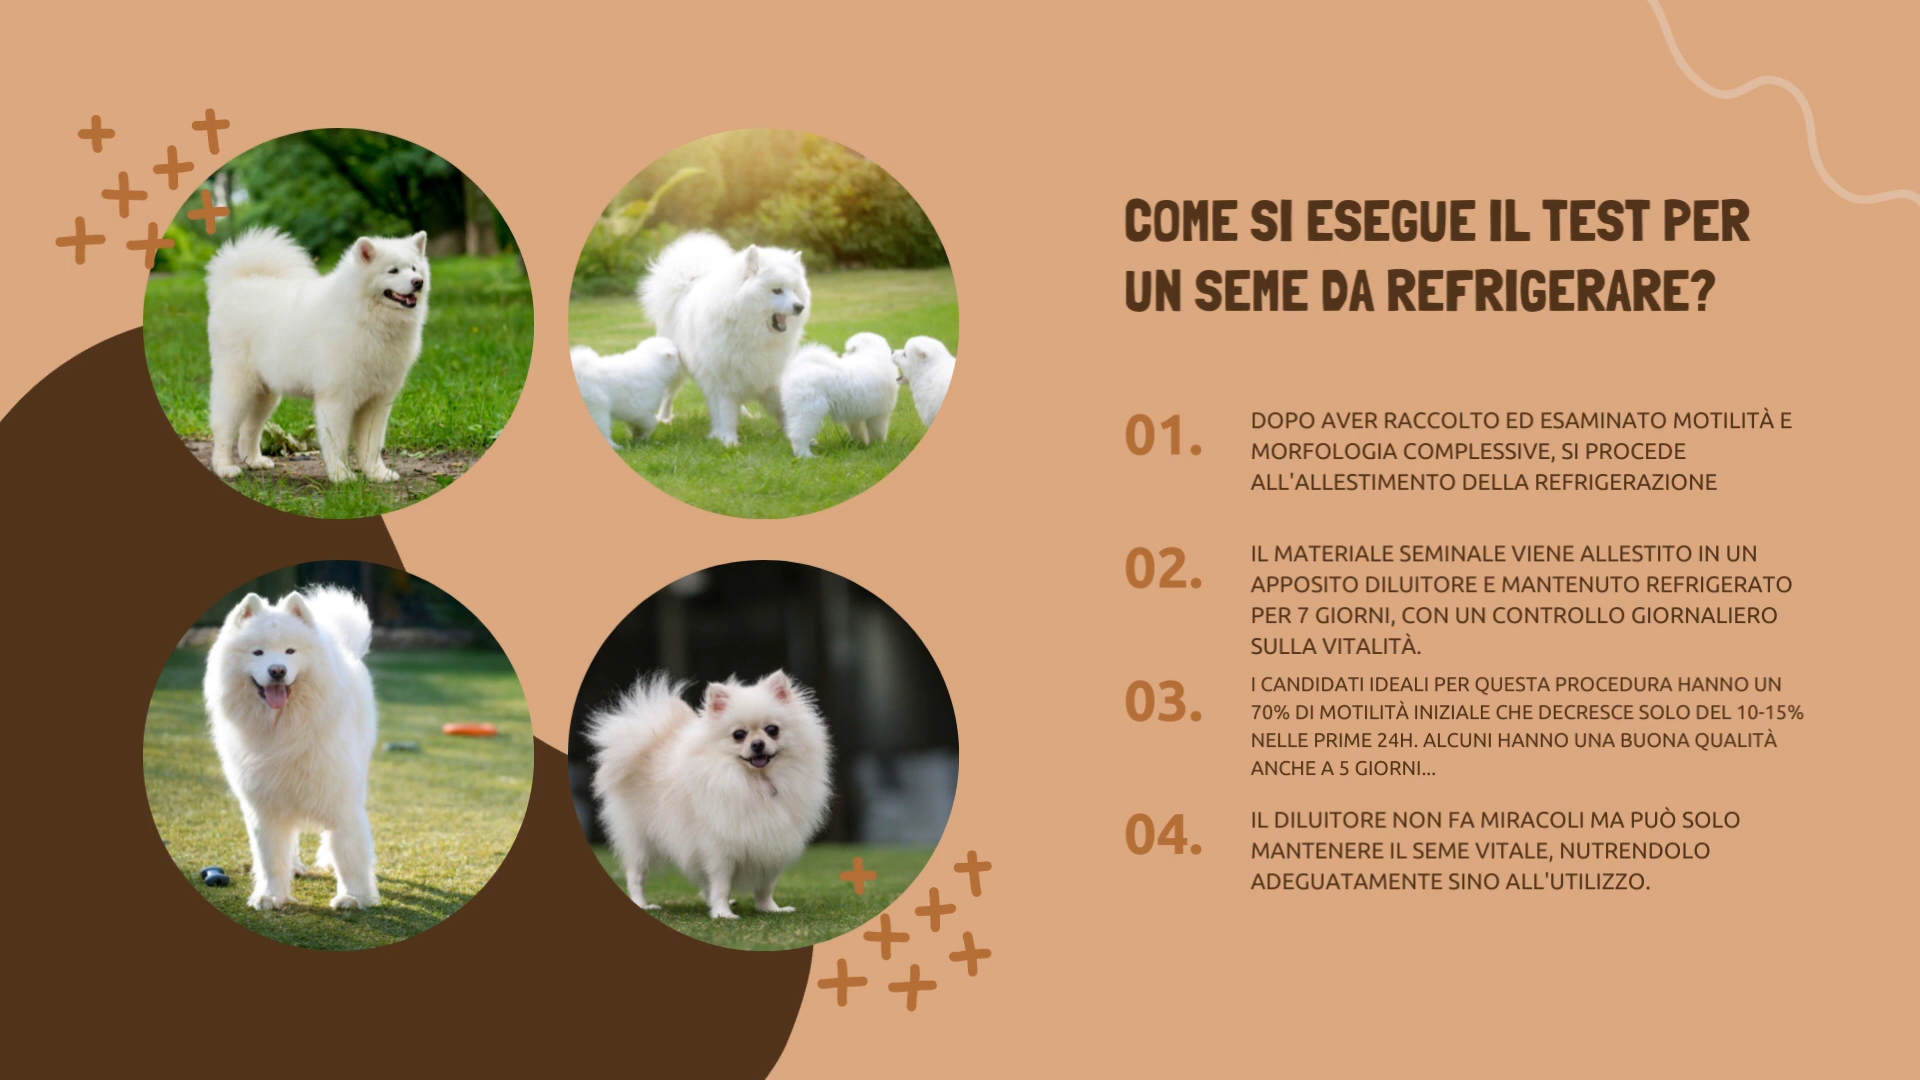 COME SI ESEGUE IL TEST PER
UN SEME DA REFRIGERARE?
01.
DOPO AVER RACCOLTO ED ESAMINATO MOTILITÀ E
MORFOLOGIA COMPLESSIVE, SI PROCEDE
ALL'ALLESTIMENTO DELLA REFRIGERAZIONE
02.
IL MATERIALE SEMINALE VIENE ALLESTITO IN UN
APPOSITO DILUITORE E MANTENUTO REFRIGERATO
PER 7 GIORNI, CON UN CONTROLLO GIORNALIERO
SULLA VITALITÀ.
03.
I CANDIDATI IDEALI PER QUESTA PROCEDURA HANNO UN
70% DI MOTILITÀ INIZIALE CHE DECRESCE SOLO DEL 10-15%
NELLE PRIME 24H. ALCUNI HANNO UNA BUONA QUALITÀ
ANCHE A 5 GIORNI...
04.
IL DILUITORE NON FA MIRACOLI MA PUÒ SOLO
MANTENERE IL SEME VITALE, NUTRENDOLO
ADEGUATAMENTE SINO ALL'UTILIZZO.